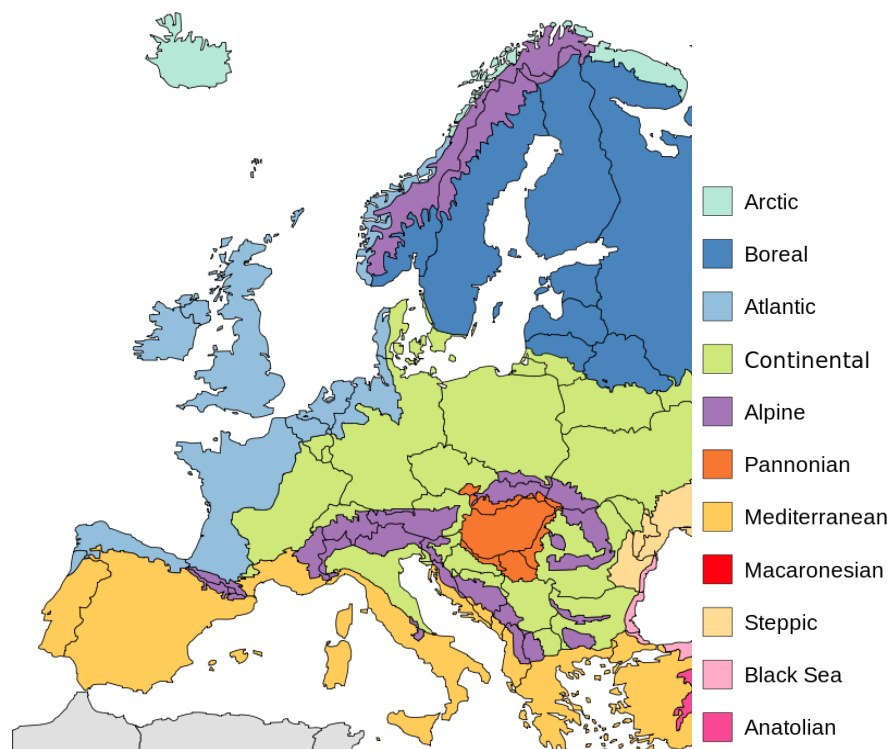 Arctic
Boreal
Atlantic
Continental
Alpine
Pannonian
Mediterranean
Macaronesian
Steppic
Black Sea
Anatolian